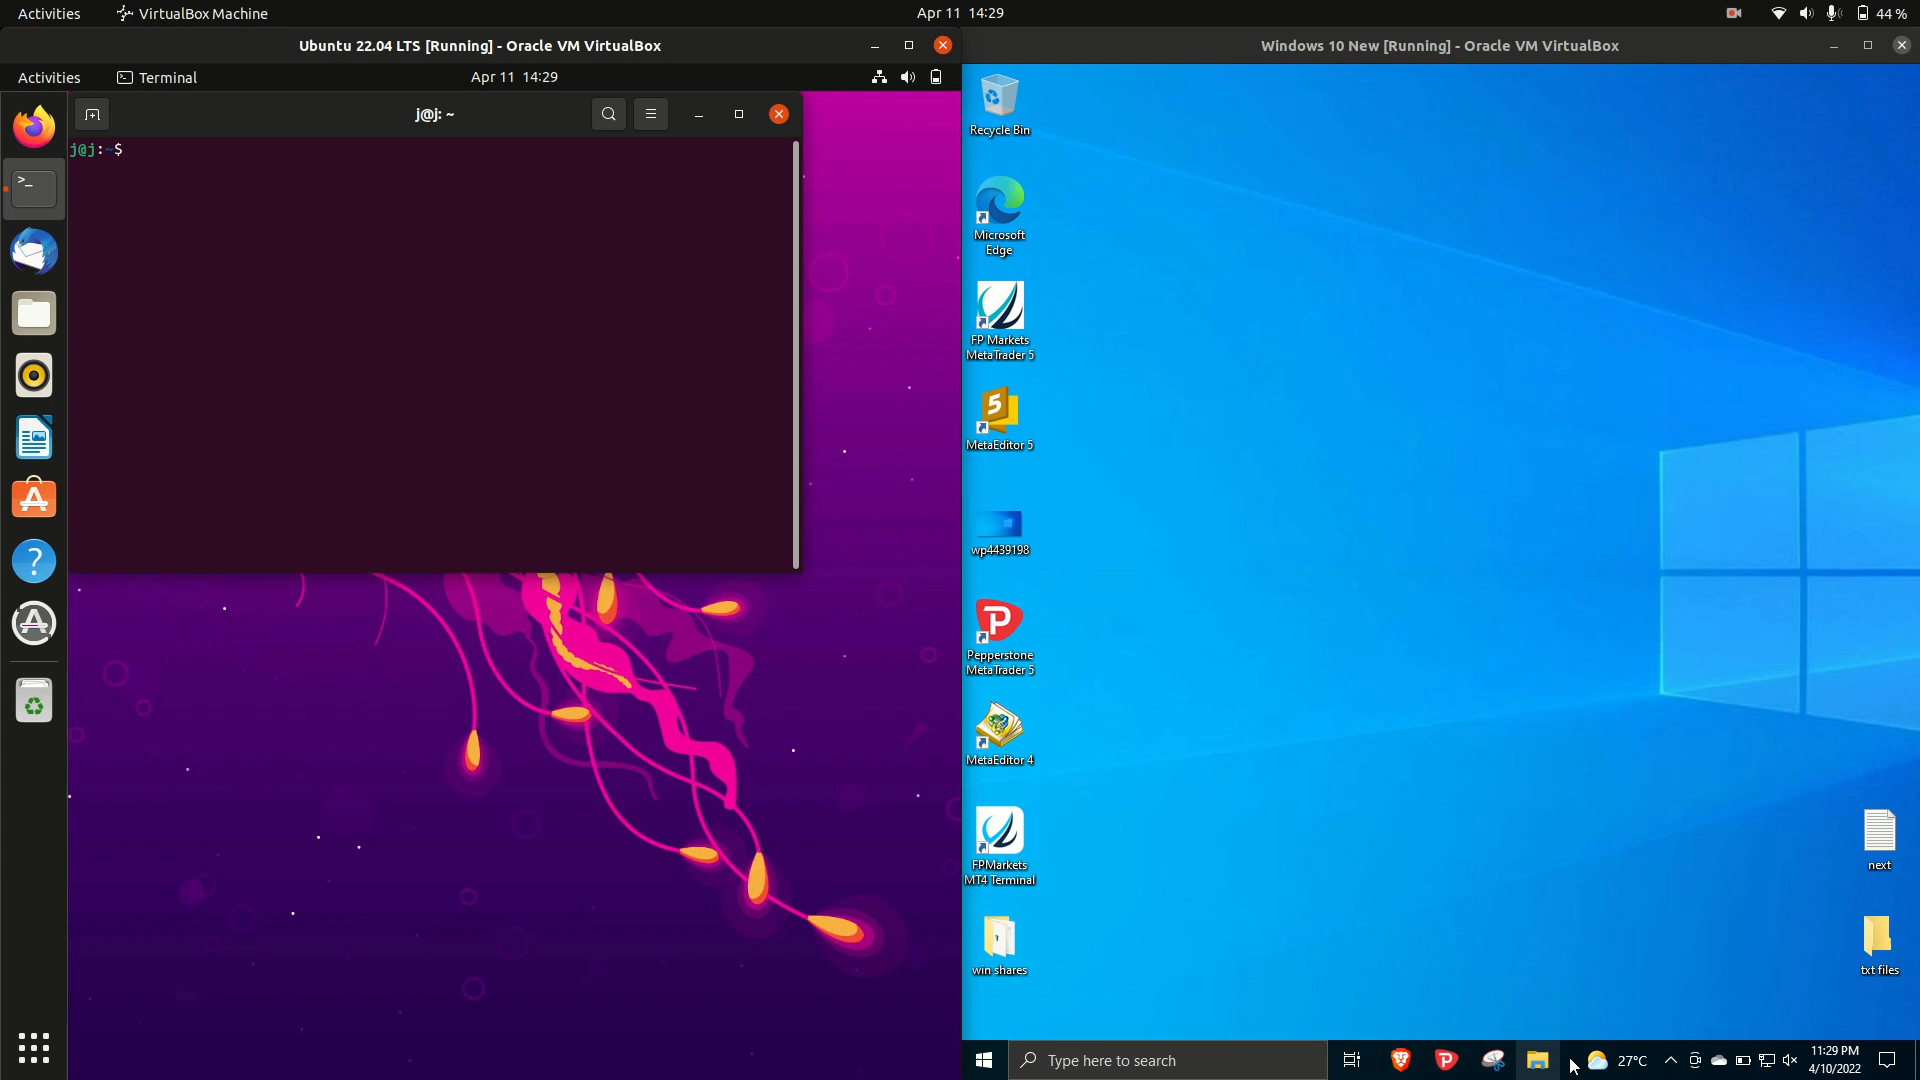 Activities VirtualBox Machine Apr 11 14:29 44 %
Ubuntu 22.04 LTS [Running] - Oracle VM VirtualBox
Activities Terminal Apr 11 14:29
j@j: ~
j@j:~$
Windows 10 New [Running] - Oracle VM VirtualBox
Recycle Bin
Microsoft
Edge
FP Markets
MetaTrader 5
5
MetaEditor 5
wp4439198
Pepperstone
MetaTrader 5
MetaEditor 4
FPMarkets
MT4 Terminal
win shares
next
txt files
Type here to search
27°C
11:29 PM
4/10/2022